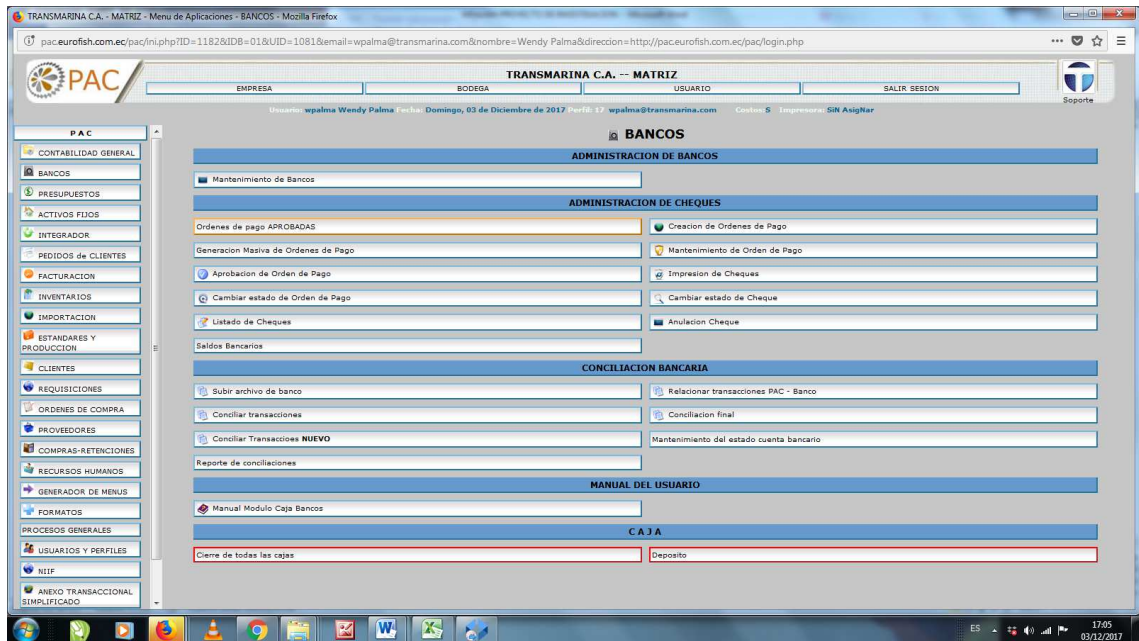 TRANSMARINA C.A. - MATRIZ - Menu de Aplicaciones - BANCOS - Mozilla Firefox
pac.eurofish.com.ec/pac/ini.php?ID=1182&IDB=01&UID=1081&email=wpalma@transmarina.com&nombre=Wendy Palma&direccion=http://pac.eurofish.com.ec/pac/login.php
PAC
TRANSMARINA C.A. -- MATRIZ
EMPRESA BODEGA USUARIO SALIR SESION
Soporte
Usuario: wpalma Wendy Palma Fecha: Domingo, 03 de Diciembre de 2017 Perfil: 17 wpalma@transmarina.com Costos: S Impresora: SiN AsigNar
P A C
CONTABILIDAD GENERAL
BANCOS
PRESUPUESTOS
ACTIVOS FIJOS
INTEGRADOR
PEDIDOS de CLIENTES
FACTURACION
INVENTARIOS
IMPORTACION
ESTANDARES Y
PRODUCCION
CLIENTES
REQUISICIONES
ORDENES DE COMPRA
PROVEEDORES
COMPRAS-RETENCIONES
RECURSOS HUMANOS
GENERADOR DE MENUS
FORMATOS
PROCESOS GENERALES
USUARIOS Y PERFILES
NIIF
ANEXO TRANSACCIONAL
SIMPLIFICADO
BANCOS
ADMINISTRACION DE BANCOS
Mantenimiento de Bancos
ADMINISTRACION DE CHEQUES
Ordenes de pago APROBADAS Creacion de Ordenes de Pago
Generacion Masiva de Ordenes de Pago Mantenimiento de Orden de Pago
Aprobacion de Orden de Pago Impresion de Cheques
Cambiar estado de Orden de Pago Cambiar estado de Cheque
Listado de Cheques Anulacion Cheque
Saldos Bancarios
CONCILIACION BANCARIA
Subir archivo de banco Relacionar transacciones PAC - Banco
Conciliar transacciones Conciliacion final
Conciliar Transaccioes NUEVO Mantenimiento del estado cuenta bancario
Reporte de conciliaciones
MANUAL DEL USUARIO
Manual Modulo Caja Bancos
C A J A
Cierre de todas las cajas Deposito
ES 17:05
03/12/2017